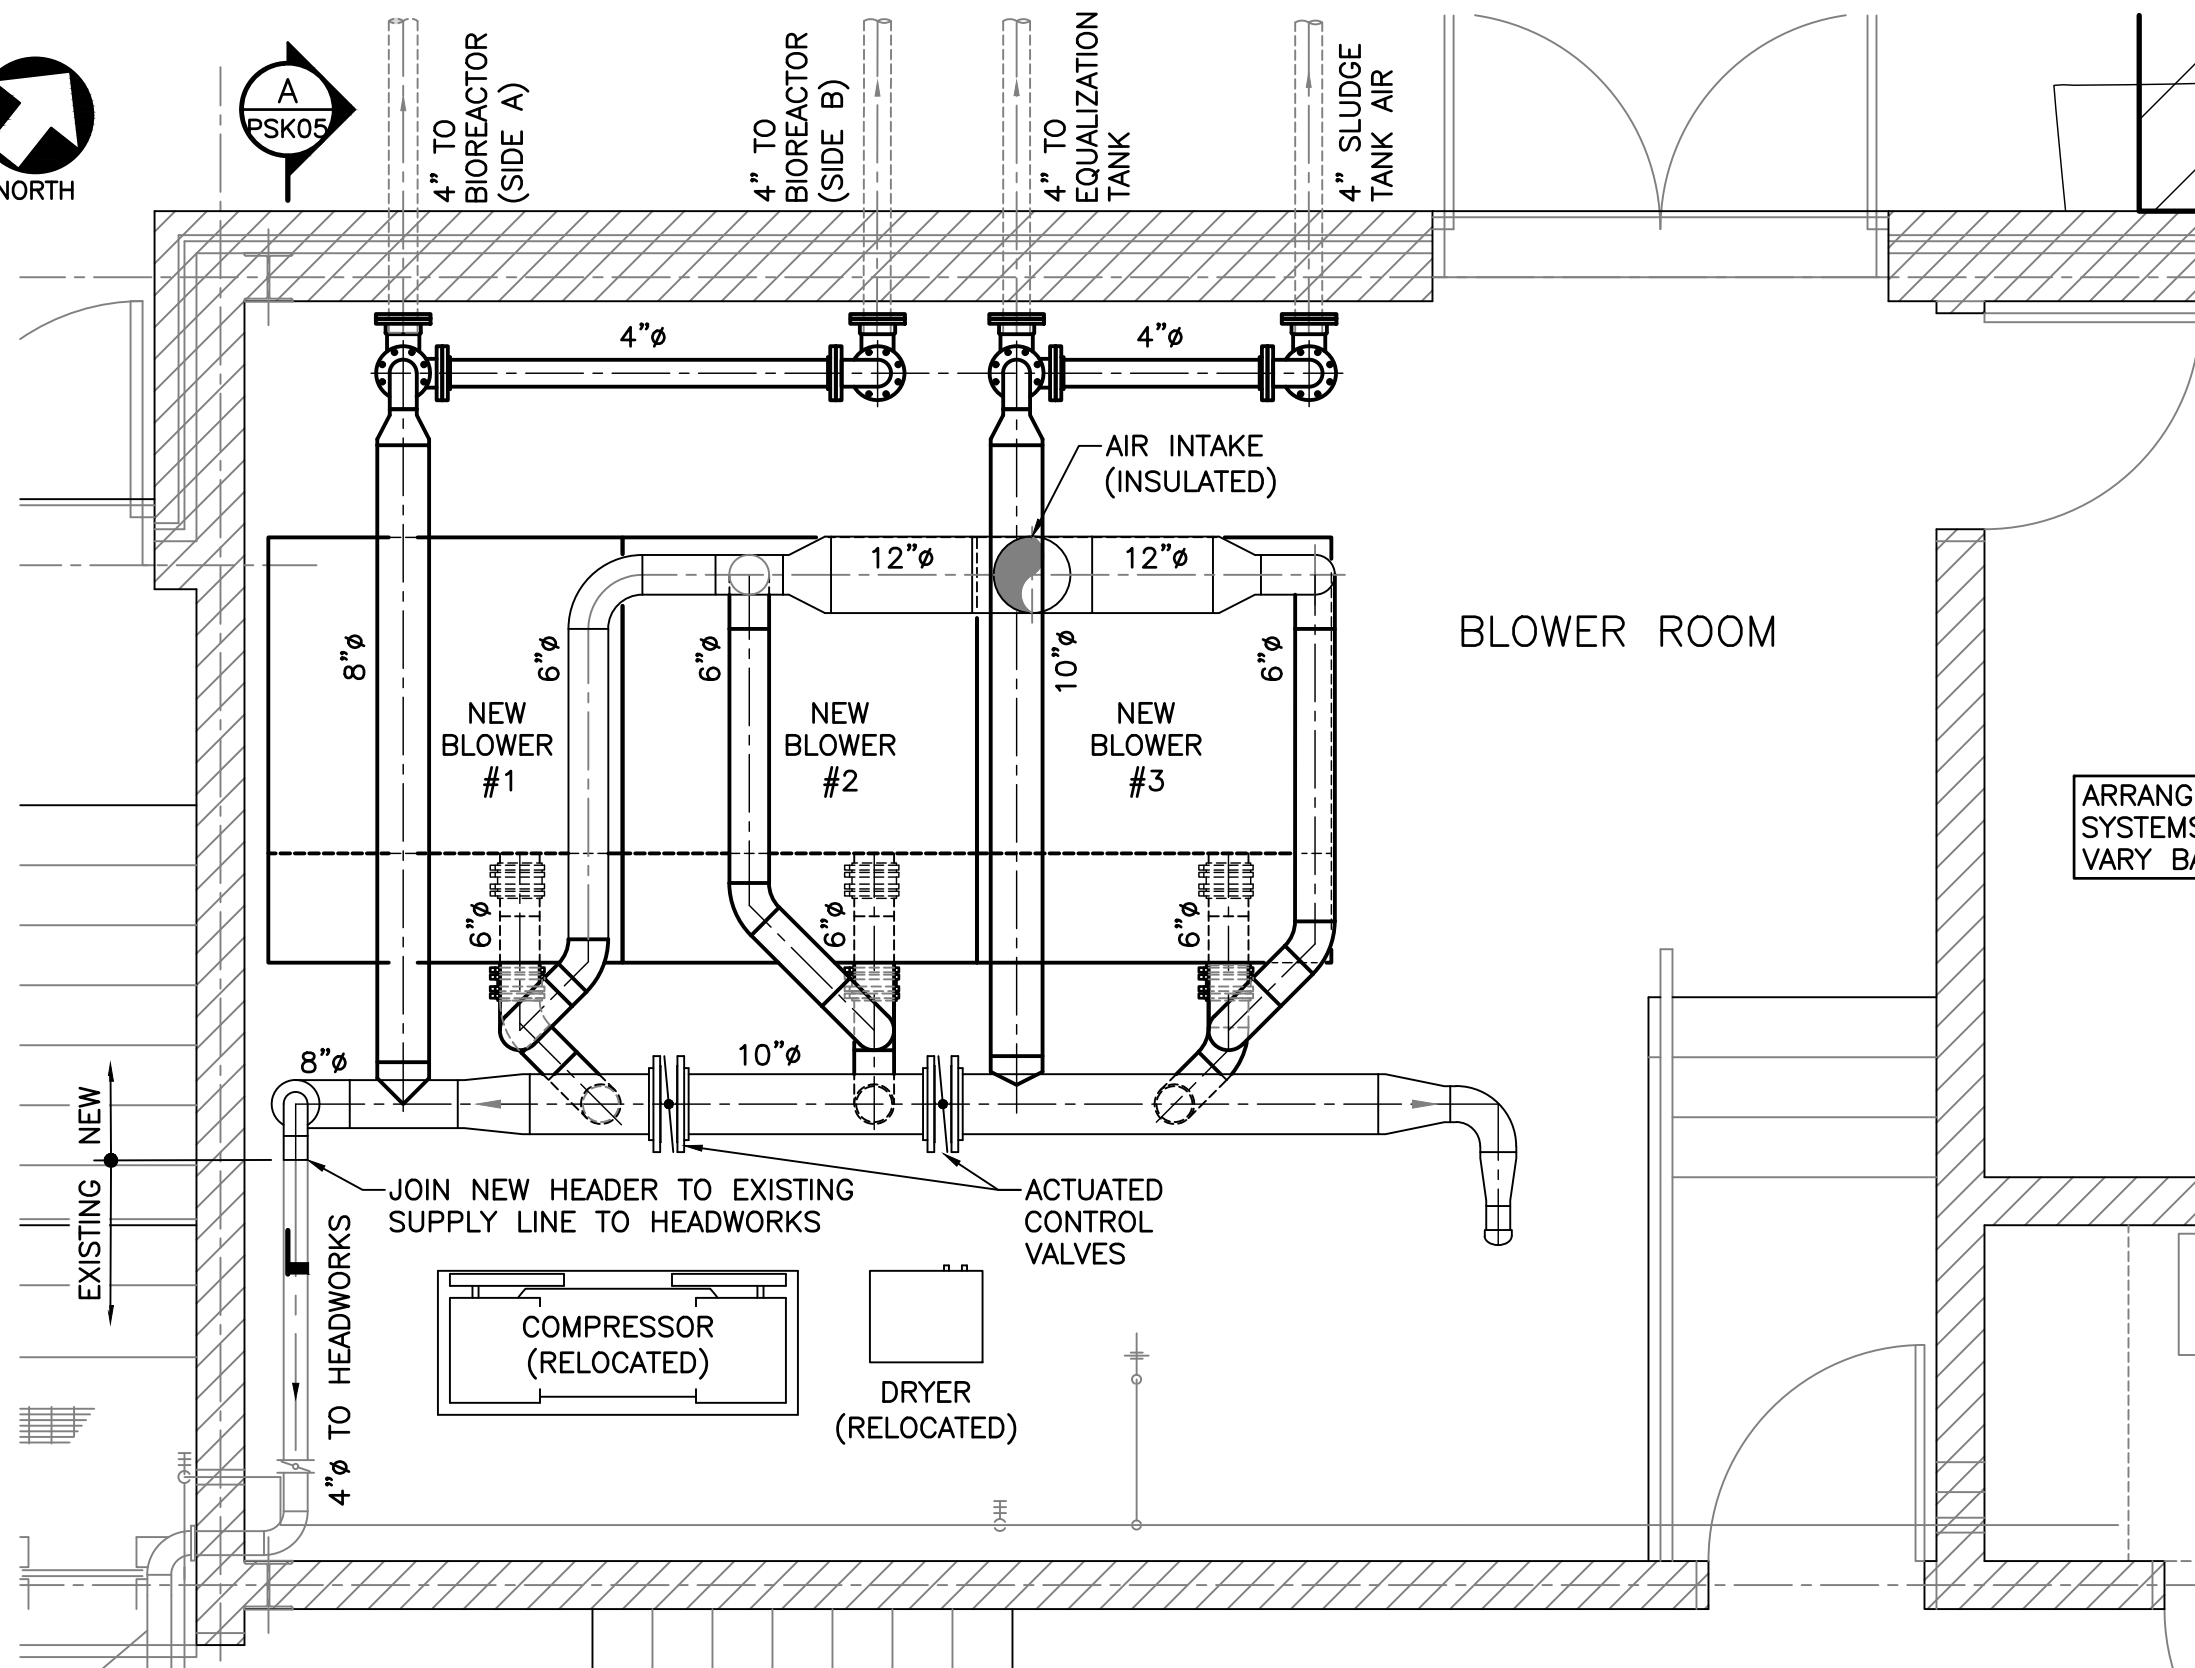 NORTH
A
PSK05
4" TO
BIOREACTOR
(SIDE A)
4" TO
BIOREACTOR
(SIDE B)
4" TO
EQUALIZATION
TANK
4" SLUDGE
TANK AIR
4"ø
4"ø
AIR INTAKE
(INSULATED)
12"ø
12"ø
8"ø
6"ø
6"ø
10"ø
6"ø
BLOWER ROOM
NEW
BLOWER
#1
NEW
BLOWER
#2
NEW
BLOWER
#3
ARRANG
SYSTEMS
VARY BA
6"ø
6"ø
6"ø
8"ø
10"ø
NEW
EXISTING
JOIN NEW HEADER TO EXISTING
SUPPLY LINE TO HEADWORKS
ACTUATED
CONTROL
VALVES
4"ø TO HEADWORKS
COMPRESSOR
(RELOCATED)
DRYER
(RELOCATED)